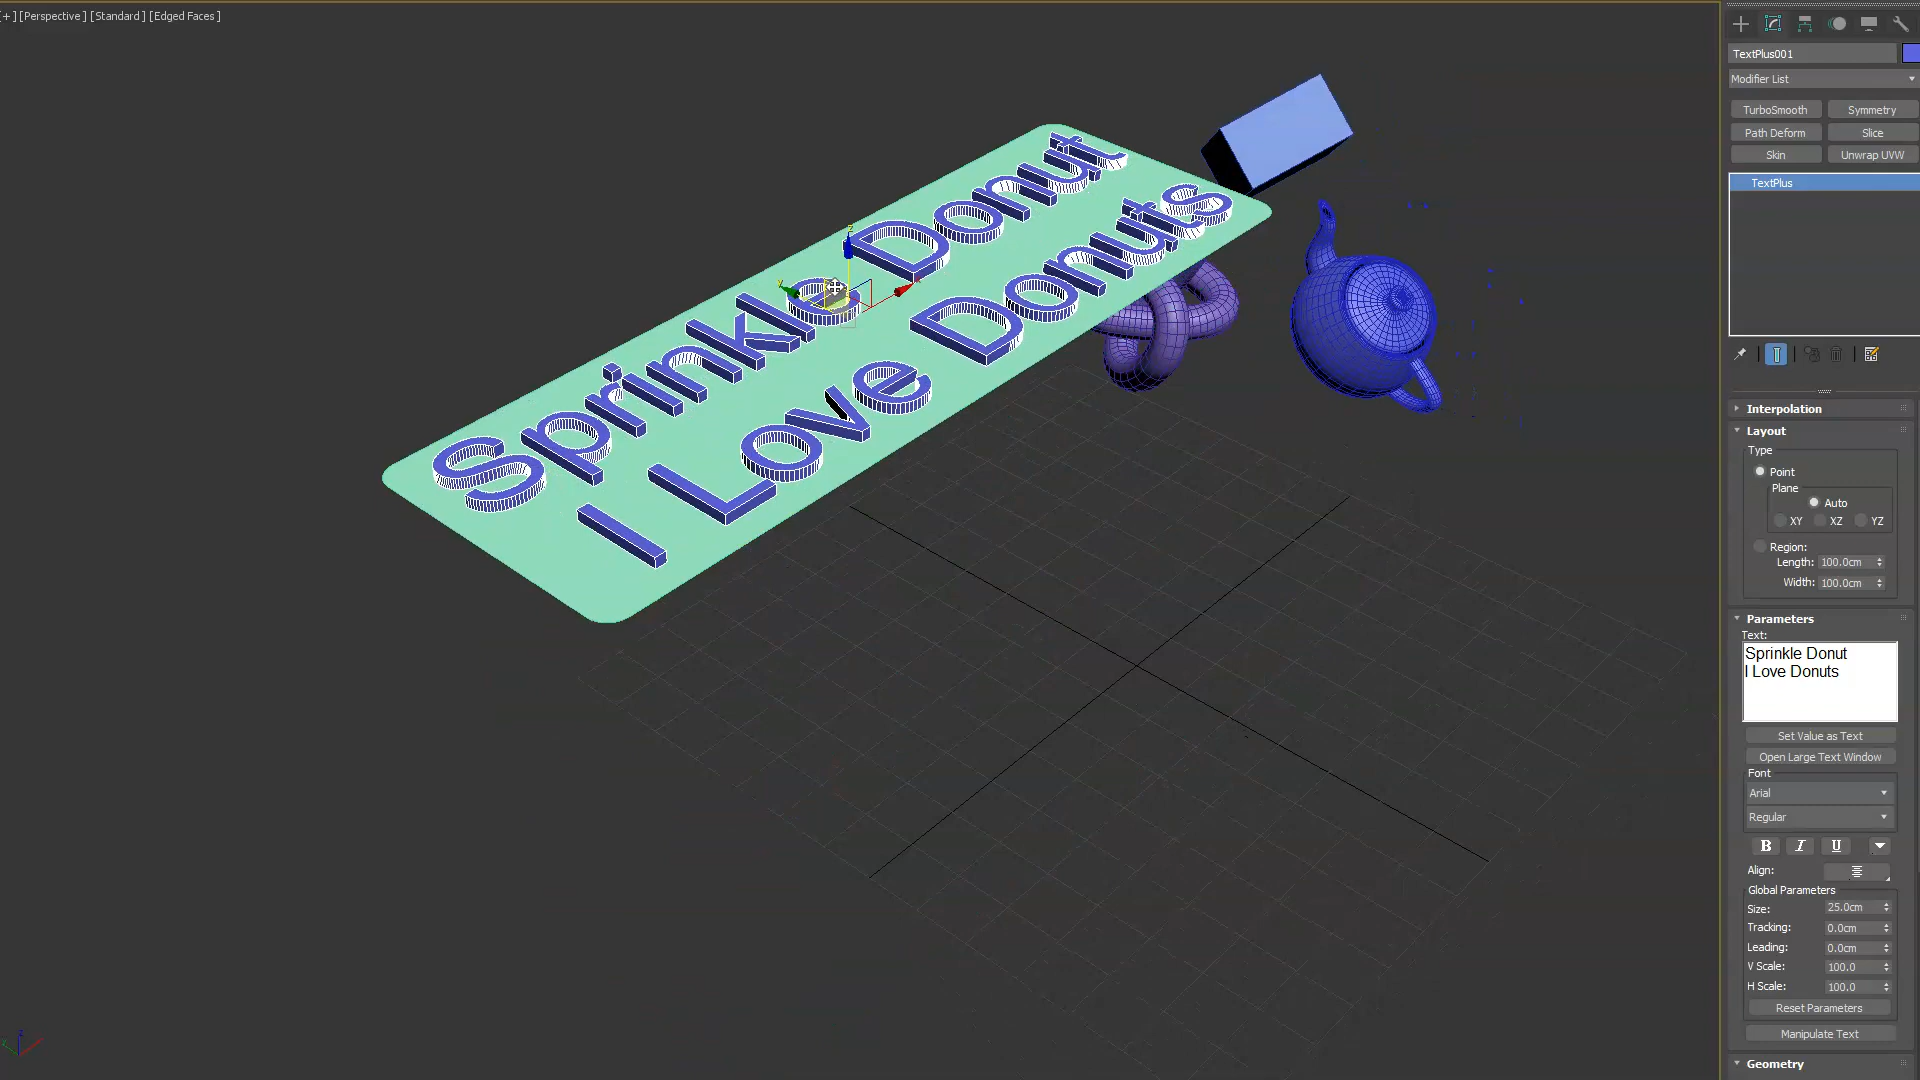 [+] [Perspective] [Standard] [Edged Faces]
Sprinkle Donut
I Love Donuts
TextPlus001
Modifier List
TurboSmooth
Symmetry
Path Deform
Slice
Skin
Unwrap UVW
TextPlus
Interpolation
Layout
Type
Point
Plane
Auto
XY
XZ
YZ
Region:
Length: 100.0cm
Width: 100.0cm
Parameters
Text:
Sprinkle Donut
I Love Donuts
Set Value as Text
Open Large Text Window
Font
Arial
Regular
B I U
Align:
Global Parameters
Size: 25.0cm
Tracking: 0.0cm
Leading: 0.0cm
V Scale: 100.0
H Scale: 100.0
Reset Parameters
Manipulate Text
Geometry